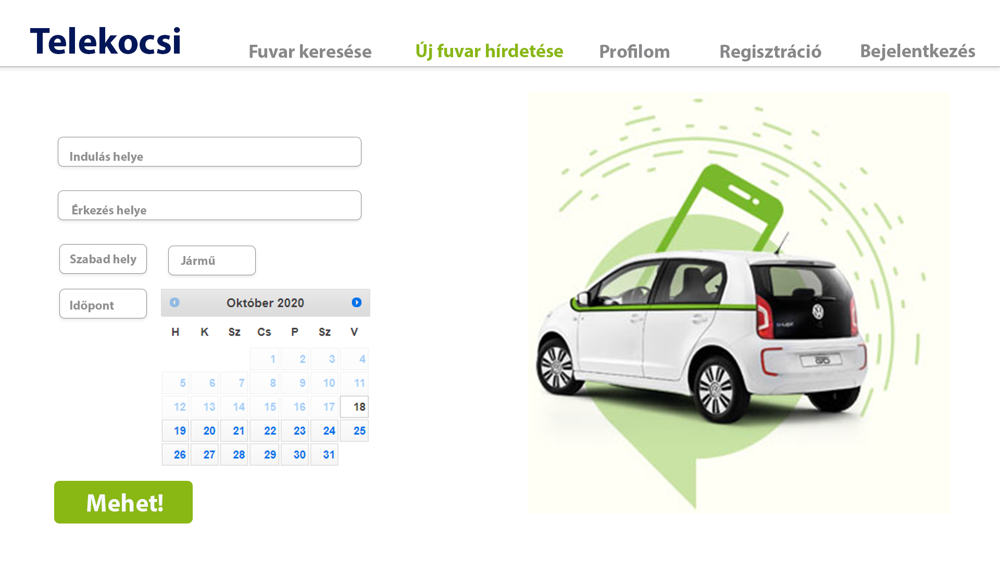 Telekocsi
Fuvar keresése
Új fuvar hírdetése
Profilom
Regisztráció
Bejelentkezés
Indulás helye
Érkezés helye
Szabad hely
Jármű
Időpont
Október 2020
H K Sz Cs P Sz V
1 2 3 4
5 6 7 8 9 10 11
12 13 14 15 16 17 18
19 20 21 22 23 24 25
26 27 28 29 30 31
Mehet!
e-up!